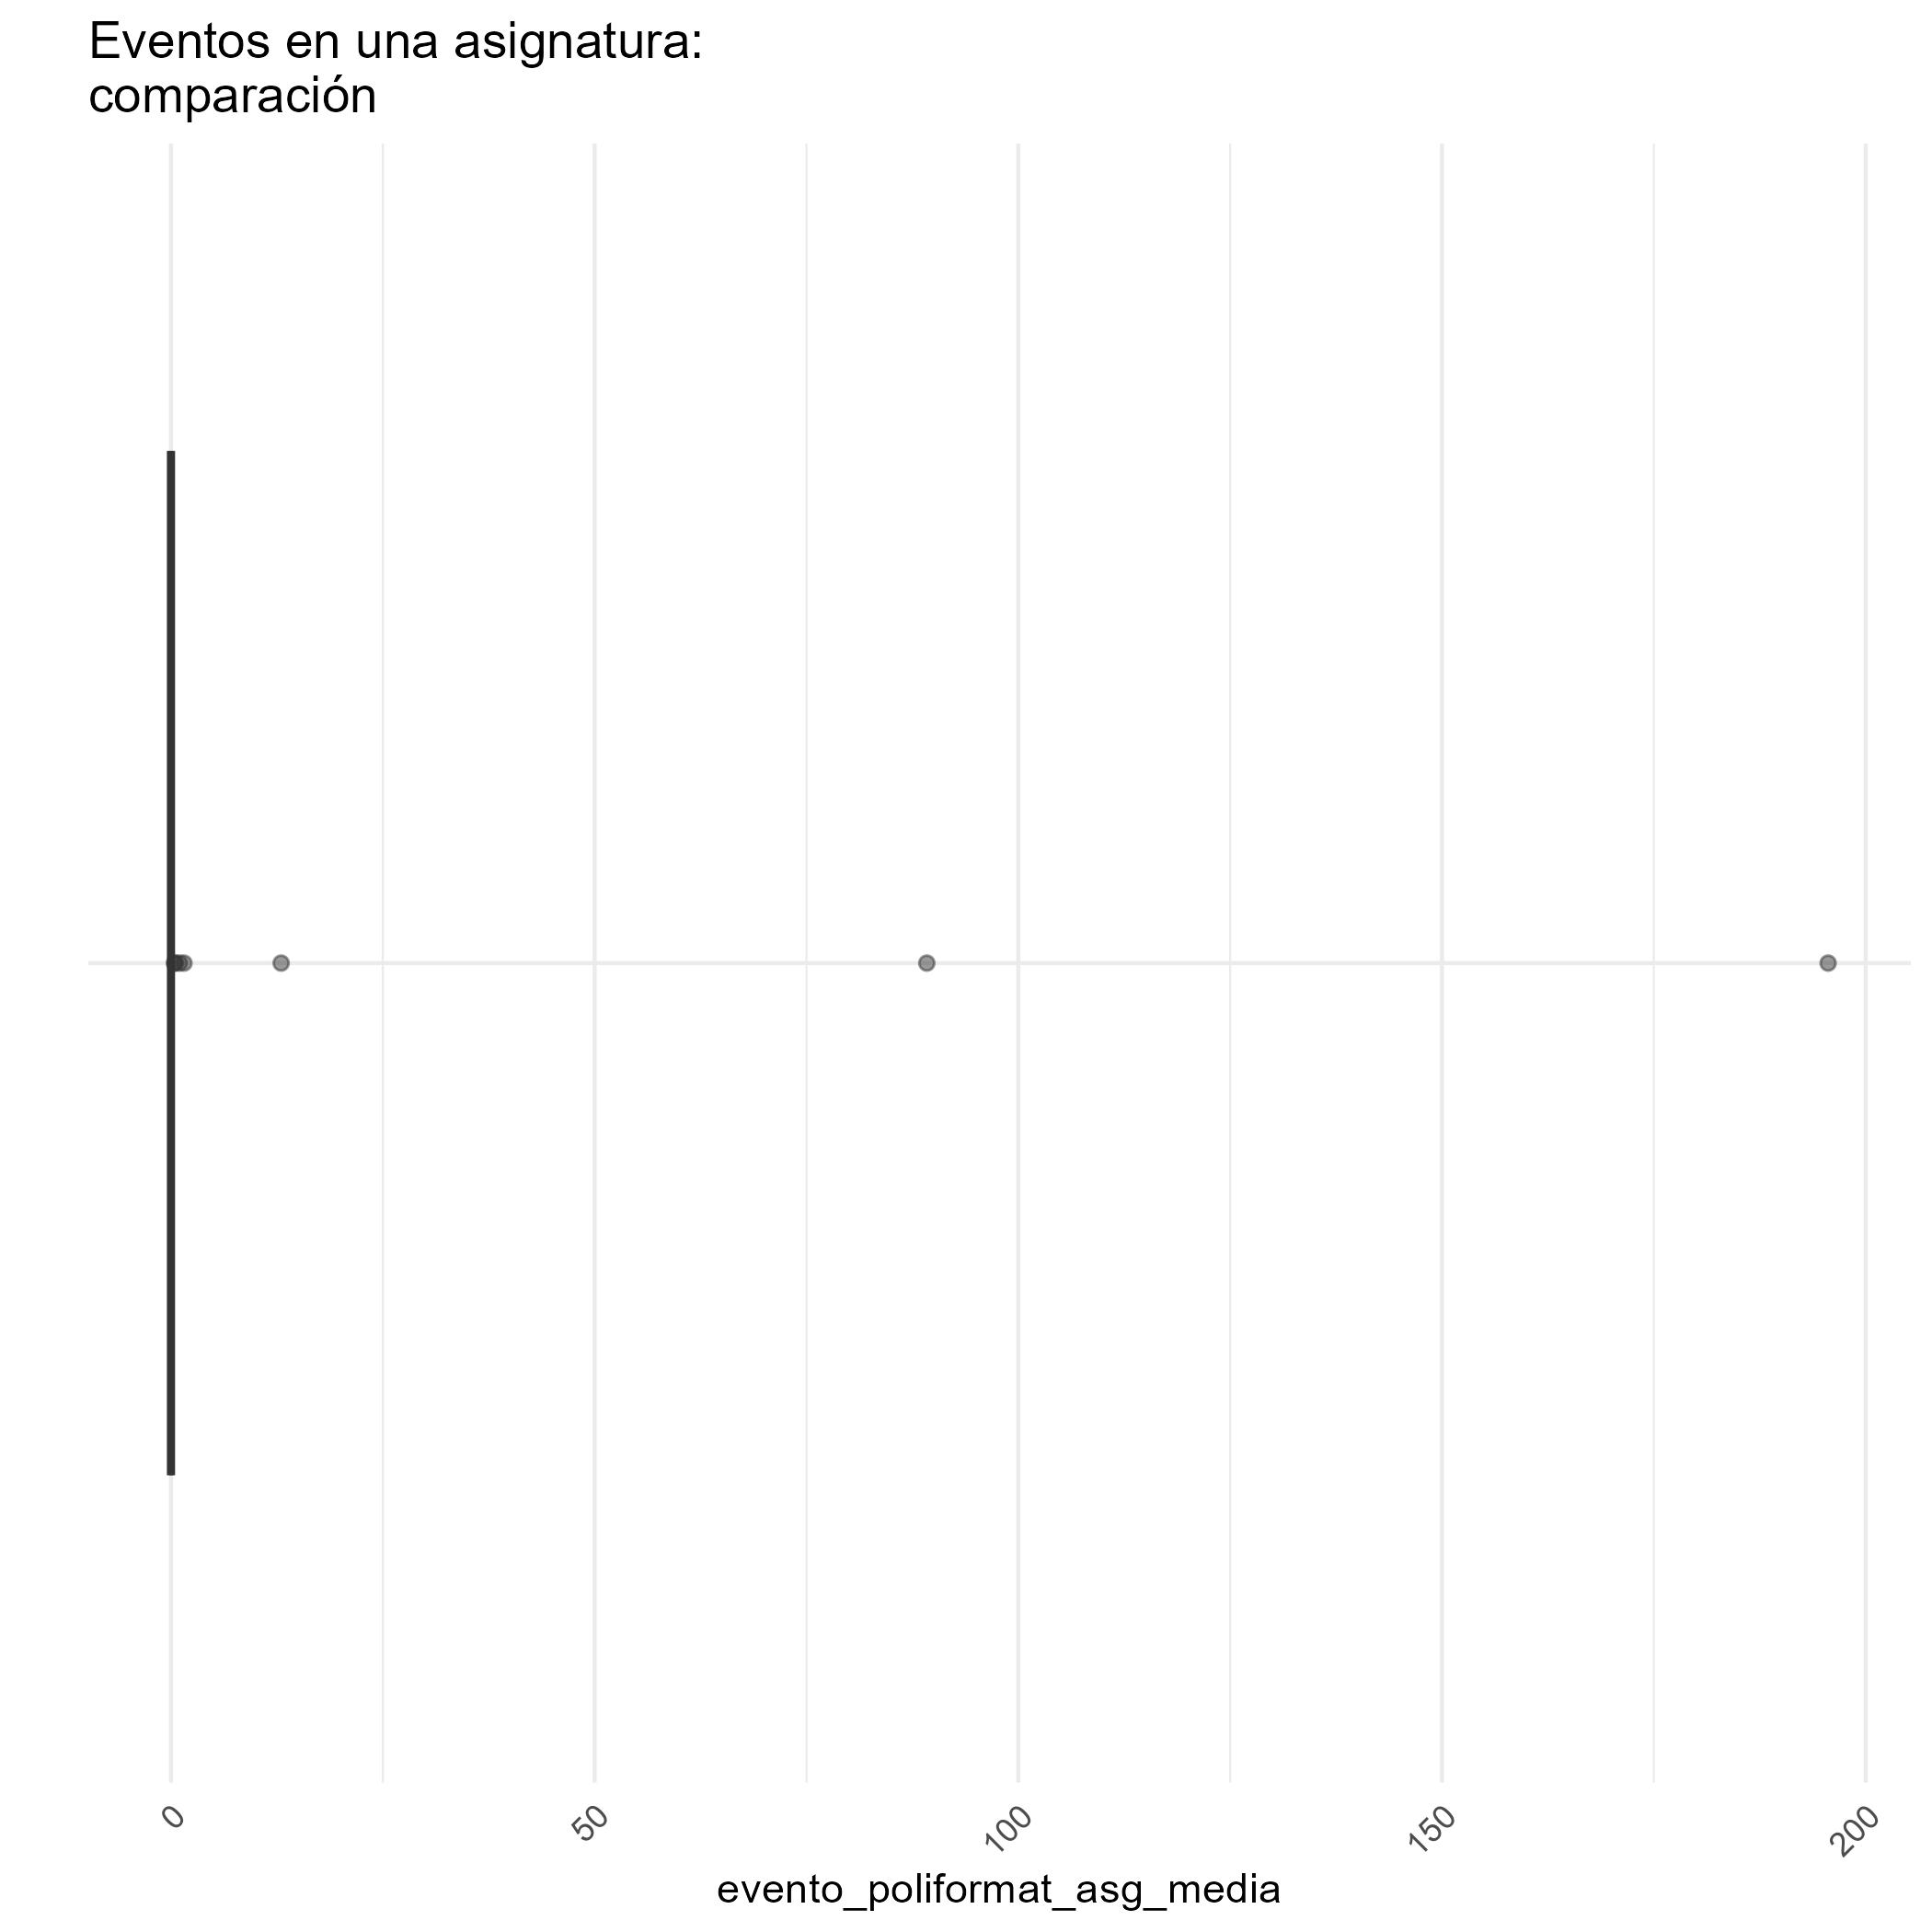 Eventos en una asignatura:
comparación
0
50
100
150
200
evento_poliformat_asg_media